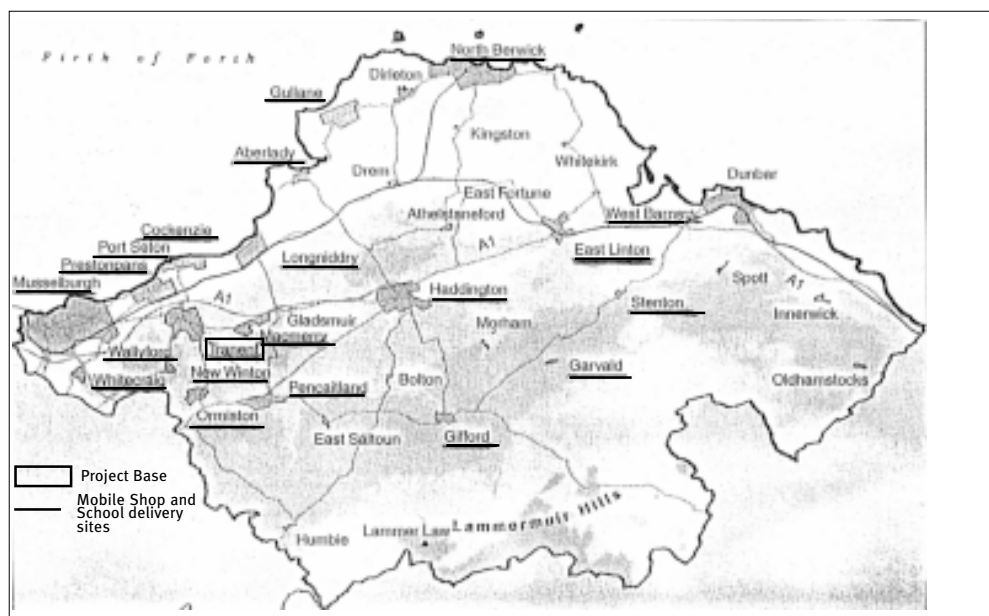 North Berwick
Firth of Forth
Dirleton
Gullane
Kingston
Aberlady
Whitekirk
Drem
Dunbar
East Fortune
Athelstaneford
West Barns
Cockenzie
A1
Port Seton
Longniddry
East Linton
Prestonpans
Spott
A1
Musselburgh
Haddington
A1
Stenton
Innerwick
Gladsmuir
Morham
Macmerry
Tranent
Wallyford
Garvald
New Winton
Whitecraig
Pencaitland
Bolton
Oldhamstocks
Ormiston
East Saltoun
Gifford
Project Base
Mobile Shop and
School delivery
sites
Lammermuir Hills
Lammer Law
Humbie